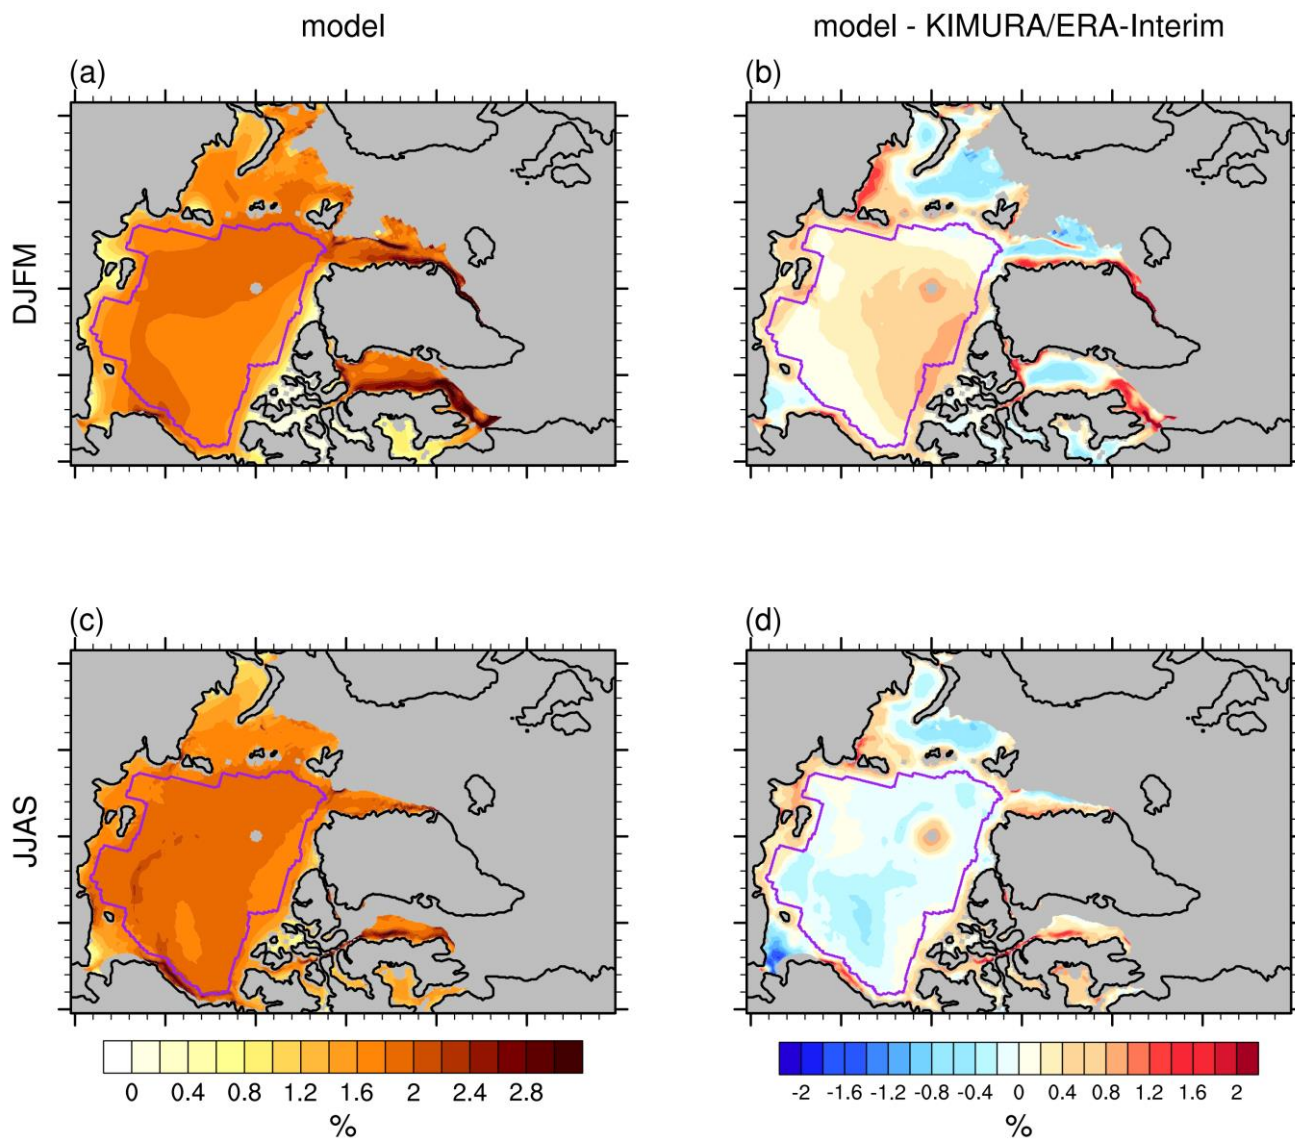 model
model - KIMURA/ERA-Interim
(a)
(b)
DJFM
(c)
(d)
JJAS
0 0.4 0.8 1.2 1.6 2 2.4 2.8
%
-2 -1.6 -1.2 -0.8 -0.4 0 0.4 0.8 1.2 1.6 2
%